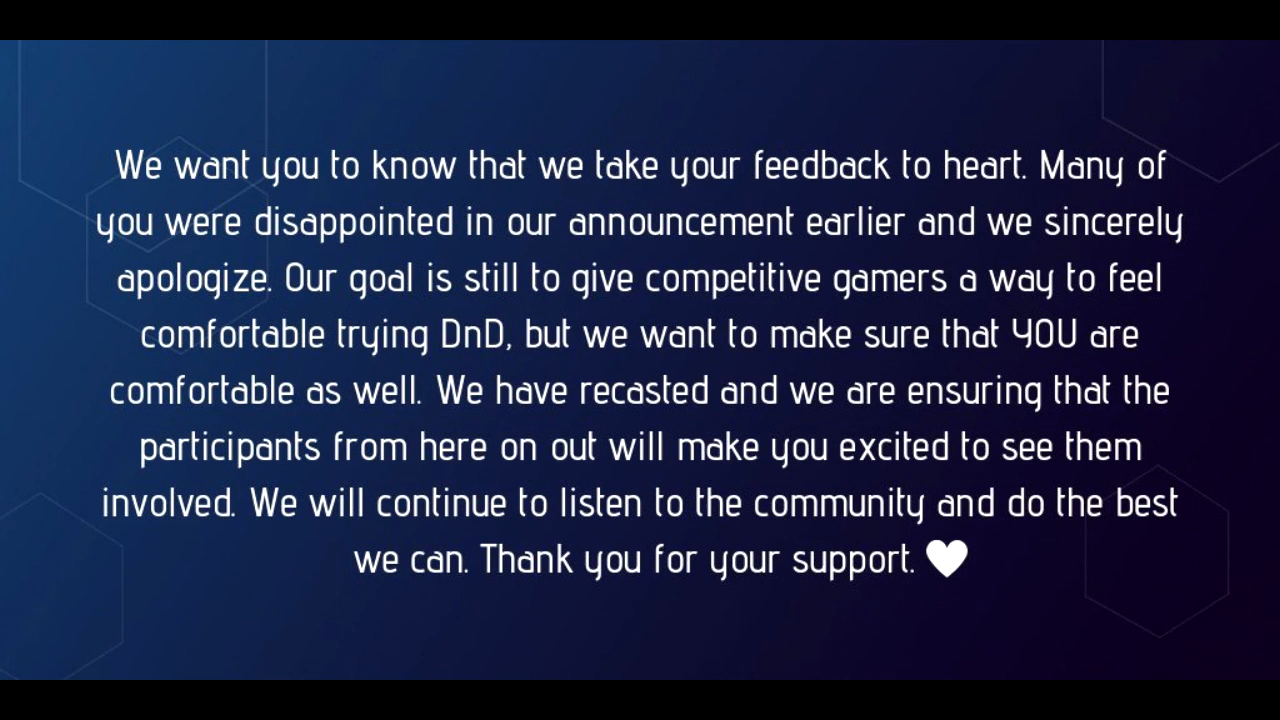 We want you to know that we take your feedback to heart. Many of
you were disappointed in our announcement earlier and we sincerely
apologize. Our goal is still to give competitive gamers a way to feel
comfortable trying DnD, but we want to make sure that YOU are
comfortable as well. We have recasted and we are ensuring that the
participants from here on out will make you excited to see them
involved. We will continue to listen to the community and do the best
we can. Thank you for your support. 🤍